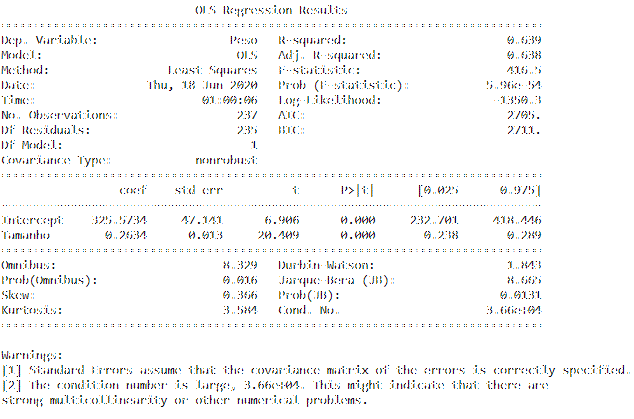 OLS Regression Results
Dep. Variable: Peso R-squared: 0.639
Model: OLS Adj. R-squared: 0.638
Method: Least Squares F-statistic: 416.5
Date: Thu, 18 Jun 2020 Prob (F-statistic): 5.96e-54
Time: 01:00:06 Log-Likelihood: -1350.3
No. Observations: 237 AIC: 2705.
Df Residuals: 235 BIC: 2711.
Df Model: 1
Covariance Type: nonrobust
coef std err t P>|t| [0.025 0.975]
Intercept 325.5734 47.141 6.906 0.000 232.701 418.446
Tamanho 0.2634 0.013 20.409 0.000 0.238 0.289
Omnibus: 8.329 Durbin-Watson: 1.843
Prob(Omnibus): 0.016 Jarque-Bera (JB): 8.665
Skew: 0.366 Prob(JB): 0.0131
Kurtosis: 3.584 Cond. No. 3.66e+04
Warnings:
[1] Standard Errors assume that the covariance matrix of the errors is correctly specified.
[2] The condition number is large, 3.66e+04. This might indicate that there are
strong multicollinearity or other numerical problems.